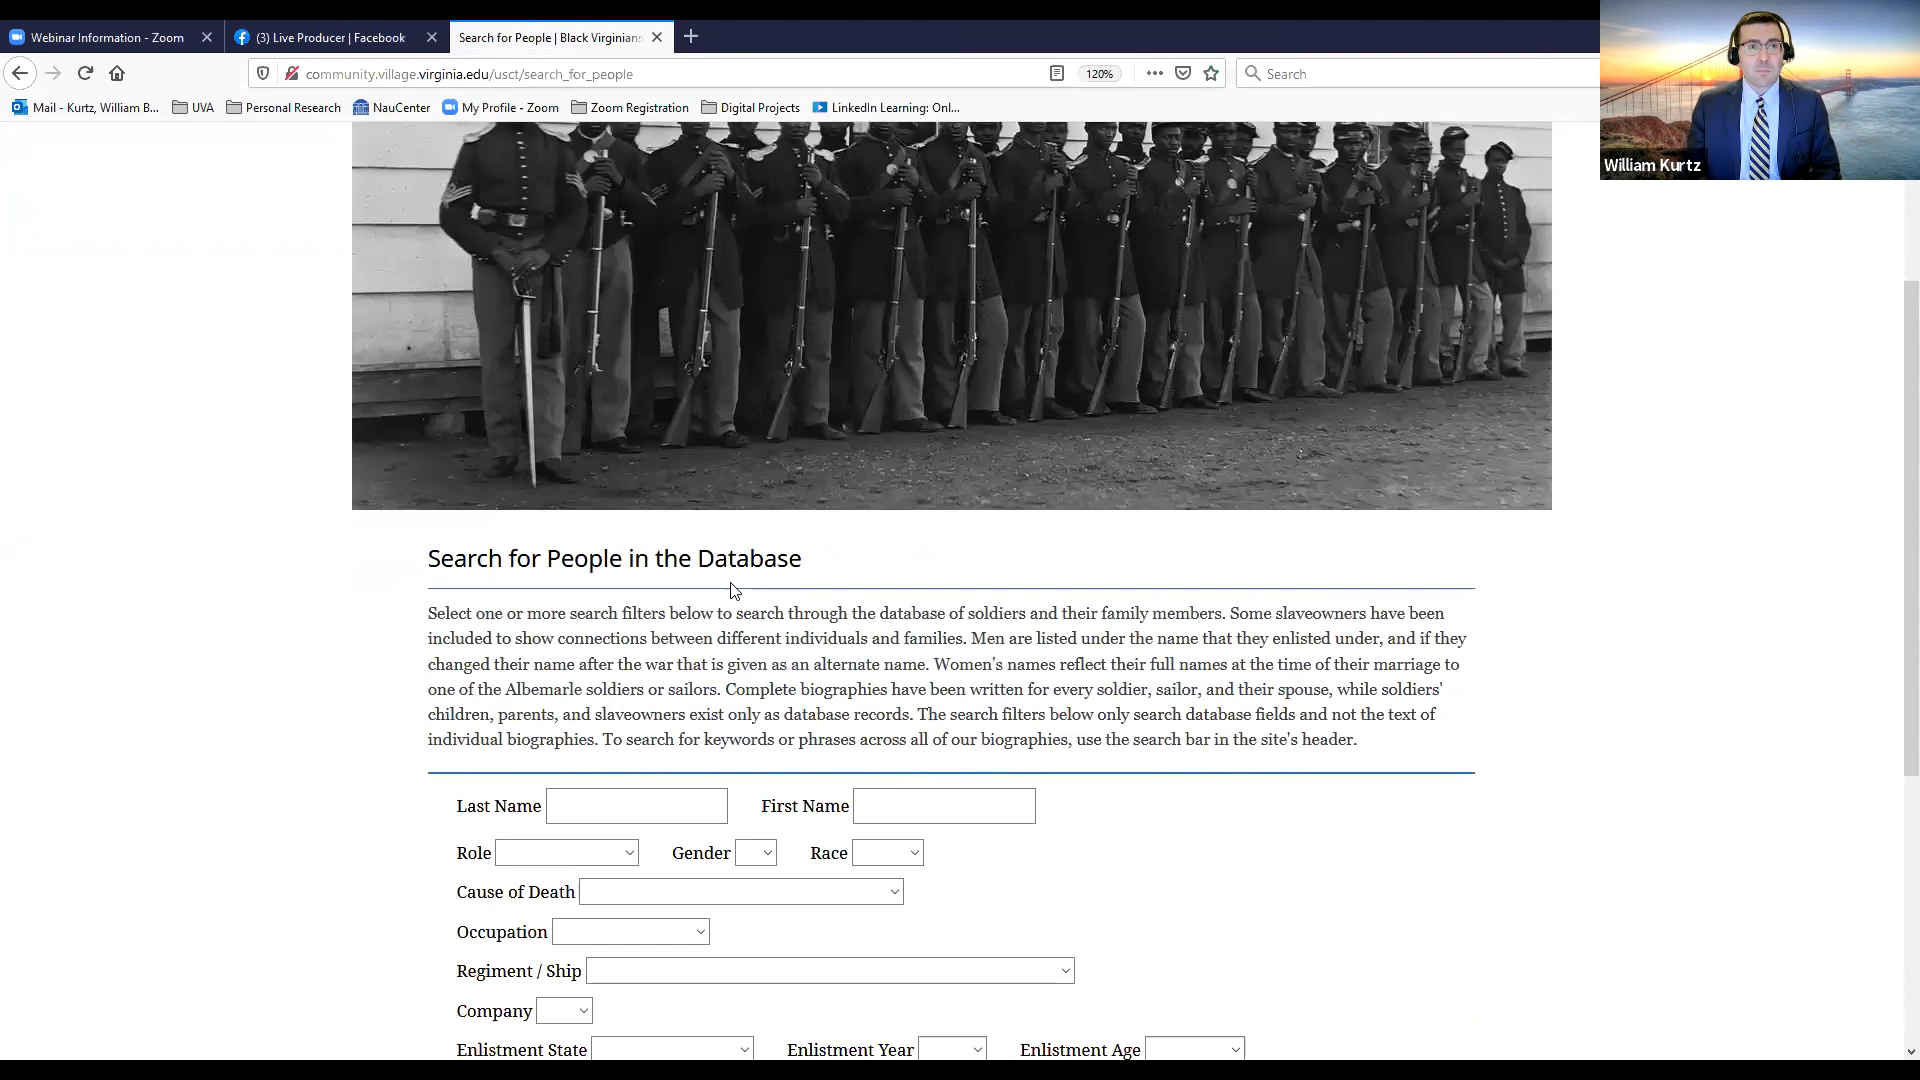 Webinar Information - Zoom
(3) Live Producer | Facebook
Search for People | Black Virginians
community.village.virginia.edu/usct/search_for_people
120%
Search
Mail - Kurtz, William B...
UVA
Personal Research
NauCenter
My Profile - Zoom
Zoom Registration
Digital Projects
LinkedIn Learning: Onl...
William Kurtz
Search for People in the Database
Select one or more search filters below to search through the database of soldiers and their family members. Some slaveowners have been
included to show connections between different individuals and families. Men are listed under the name that they enlisted under, and if they
changed their name after the war that is given as an alternate name. Women's names reflect their full names at the time of their marriage to
one of the Albemarle soldiers or sailors. Complete biographies have been written for every soldier, sailor, and their spouse, while soldiers'
children, parents, and slaveowners exist only as database records. The search filters below only search database fields and not the text of
individual biographies. To search for keywords or phrases across all of our biographies, use the search bar in the site's header.
Last Name First Name
Role Gender Race
Cause of Death
Occupation
Regiment / Ship
Company
Enlistment State Enlistment Year Enlistment Age